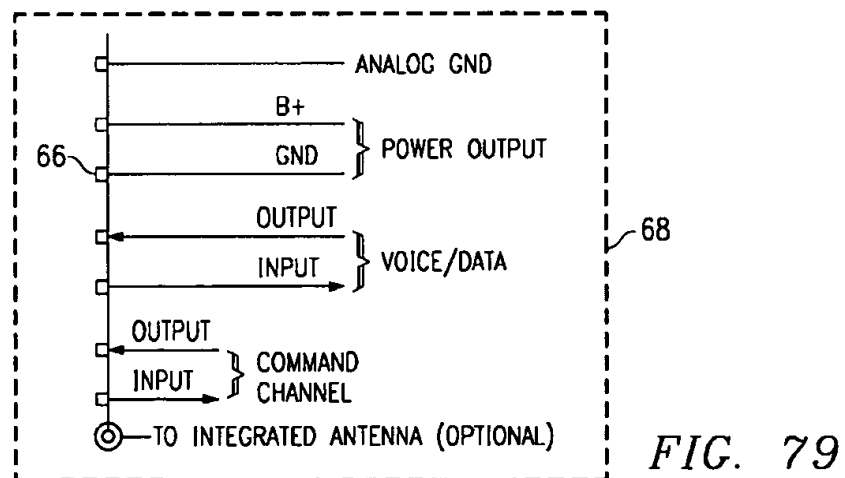 ANALOG GND
B+
66
GND
POWER OUTPUT
OUTPUT
68
INPUT
VOICE/DATA
OUTPUT
INPUT
COMMAND
CHANNEL
TO INTEGRATED ANTENNA (OPTIONAL)
FIG. 79